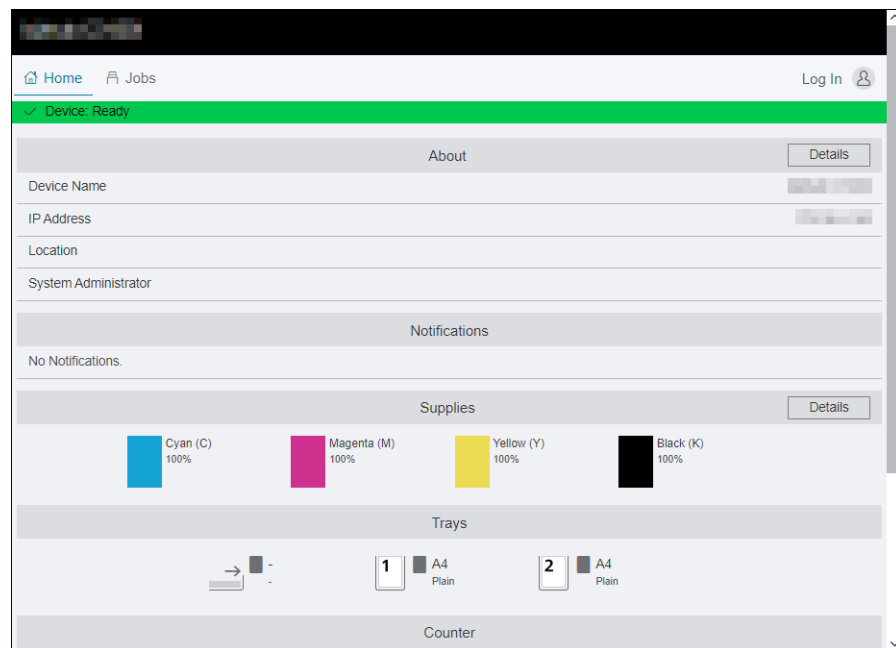 Home Jobs Log In
Device: Ready
About Details
Device Name
IP Address
Location
System Administrator
Notifications
No Notifications.
Supplies Details
Cyan (C) Magenta (M) Yellow (Y) Black (K)
100% 100% 100% 100%
Trays
- 1 A4 2 A4
- Plain Plain
Counter